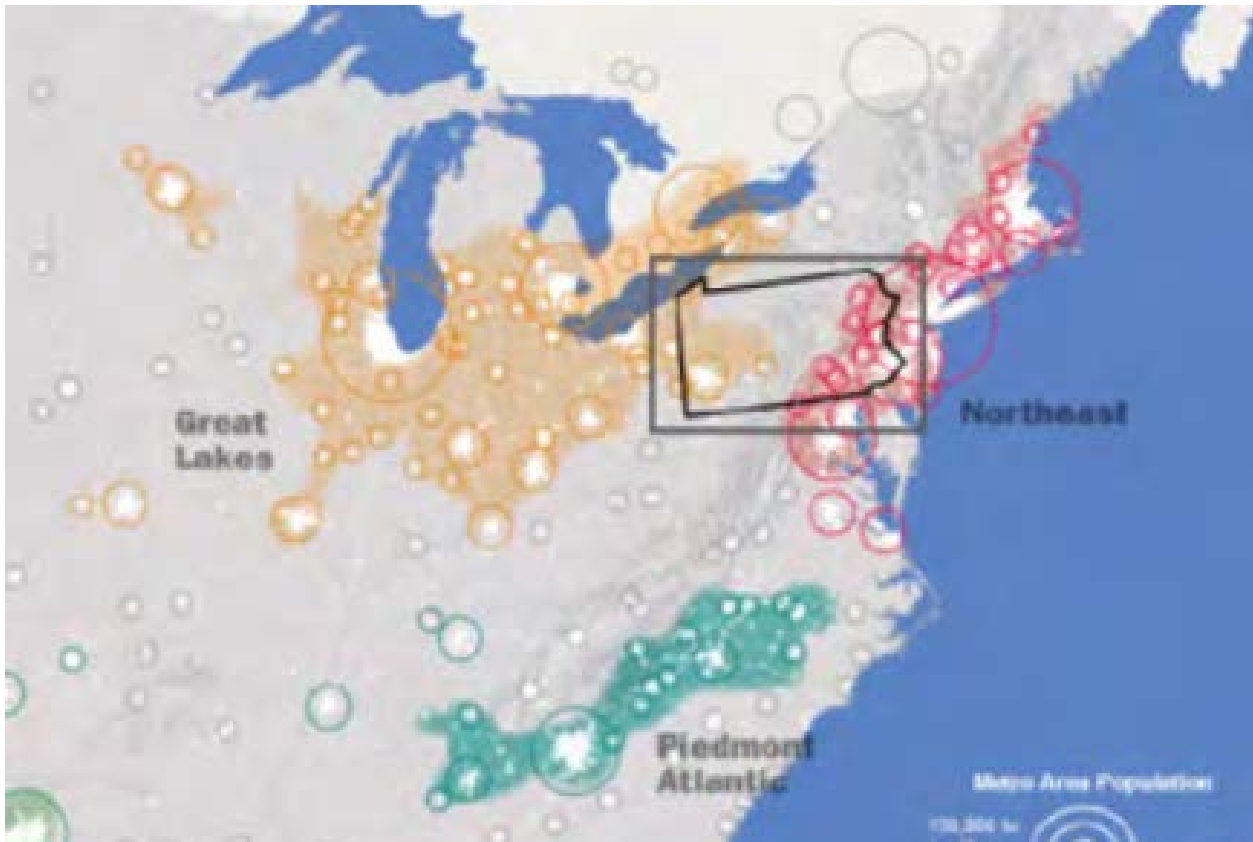 Great
Lakes
Northeast
Piedmont
Atlantic
Metro Area Population